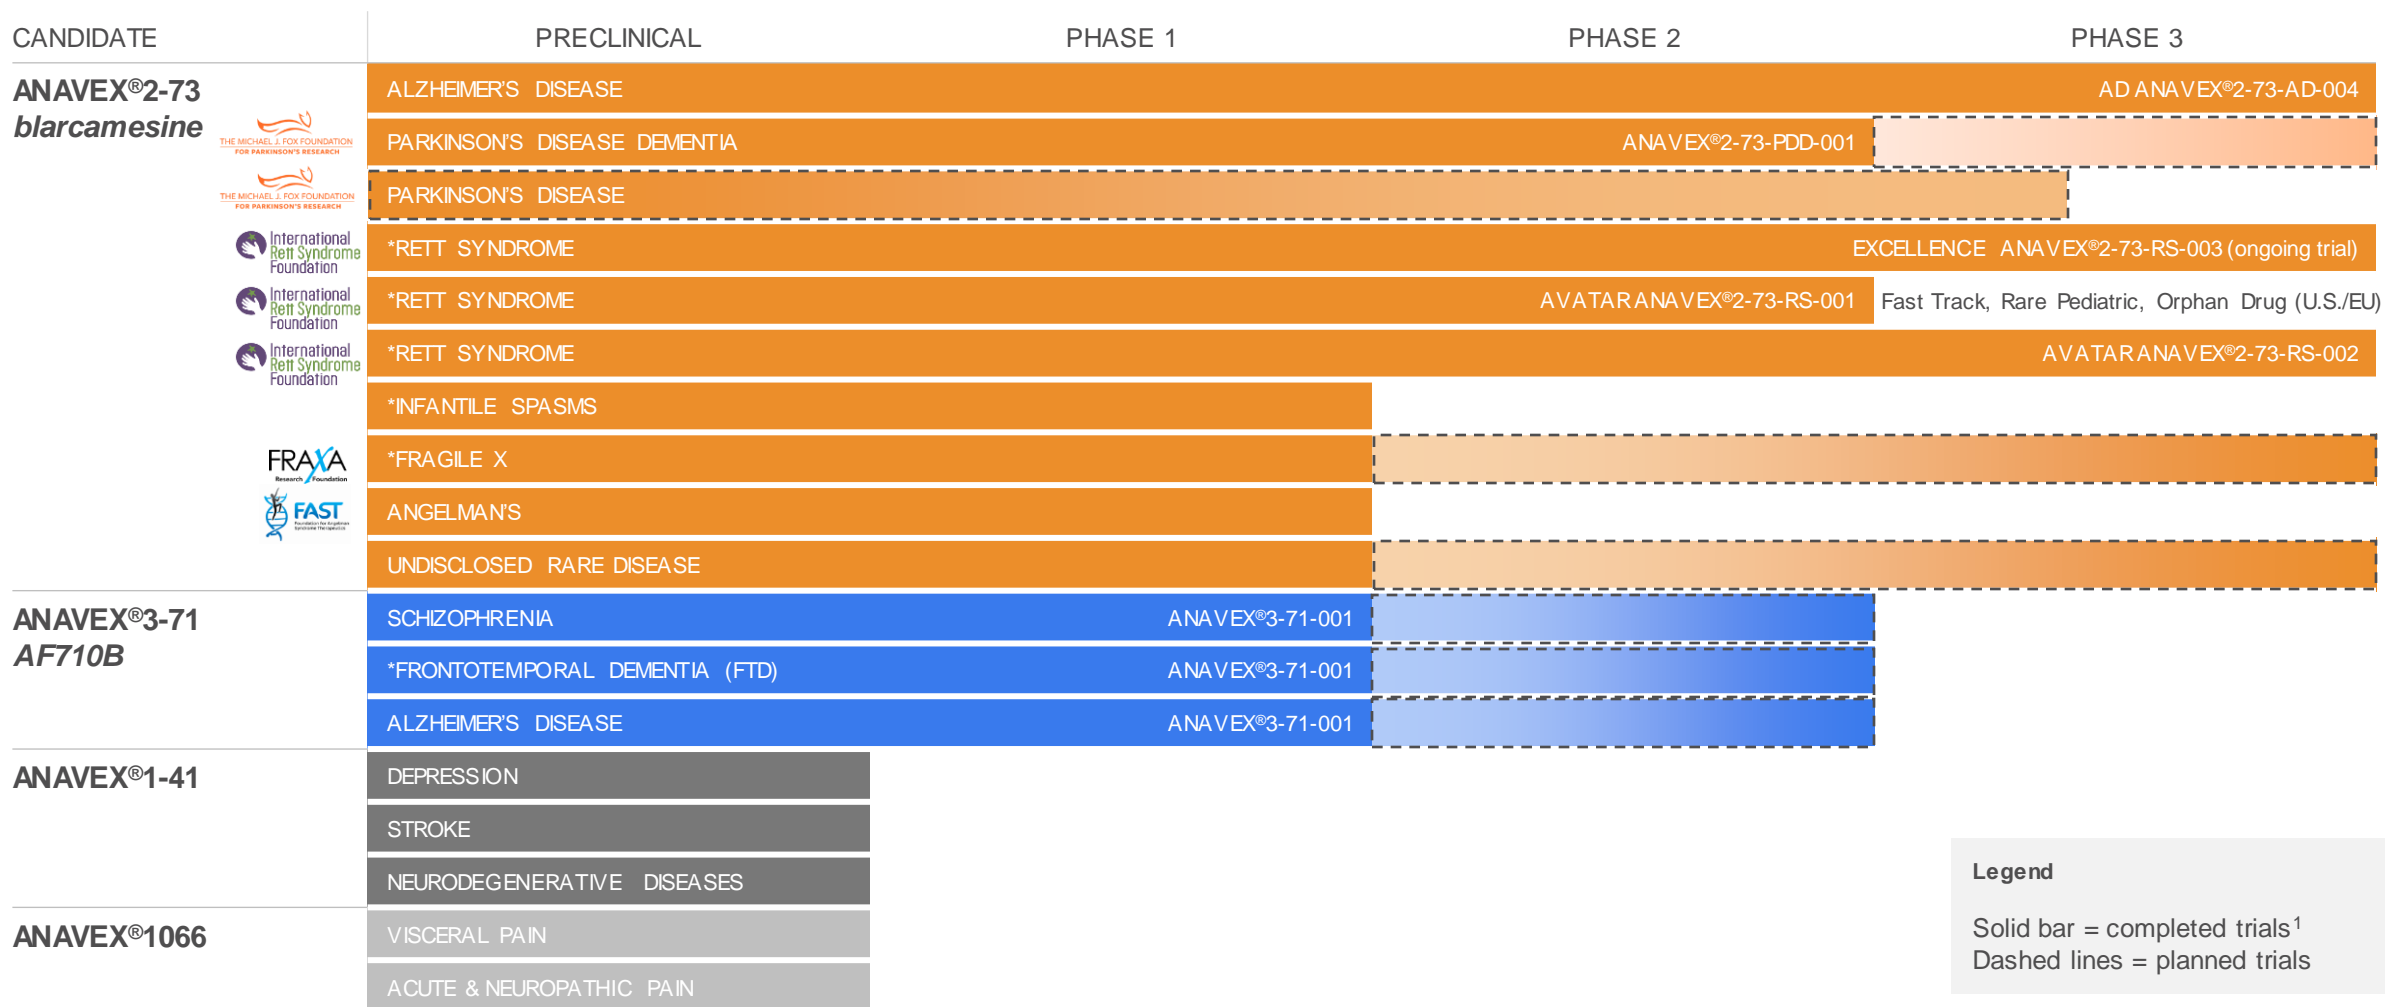 CANDIDATE PRECLINICAL PHASE 1 PHASE 2 PHASE 3
ANAVEX®2-73
blarcamesine
ALZHEIMER'S DISEASE AD ANAVEX®2-73-AD-004
THE MICHAEL J. FOX FOUNDATION
FOR PARKINSON'S RESEARCH
PARKINSON'S DISEASE DEMENTIA ANAVEX®2-73-PDD-001
THE MICHAEL J. FOX FOUNDATION
FOR PARKINSON'S RESEARCH
PARKINSON'S DISEASE
International
Rett Syndrome
Foundation
*RETT SYNDROME EXCELLENCE ANAVEX®2-73-RS-003 (ongoing trial)
International
Rett Syndrome
Foundation
*RETT SYNDROME AVATAR ANAVEX®2-73-RS-001 Fast Track, Rare Pediatric, Orphan Drug (U.S./EU)
International
Rett Syndrome
Foundation
*RETT SYNDROME AVATAR ANAVEX®2-73-RS-002
*INFANTILE SPASMS
FRAXA
Research Foundation
*FRAGILE X
FAST
Foundation for Angelman
Syndrome Therapeutics
ANGELMAN'S
UNDISCLOSED RARE DISEASE
ANAVEX®3-71
AF710B
SCHIZOPHRENIA ANAVEX®3-71-001
*FRONTOTEMPORAL DEMENTIA (FTD) ANAVEX®3-71-001
ALZHEIMER'S DISEASE ANAVEX®3-71-001
ANAVEX®1-41
DEPRESSION
STROKE
NEURODEGENERATIVE DISEASES
ANAVEX®1066
VISCERAL PAIN
ACUTE & NEUROPATHIC PAIN
Legend
Solid bar = completed trials1
Dashed lines = planned trials